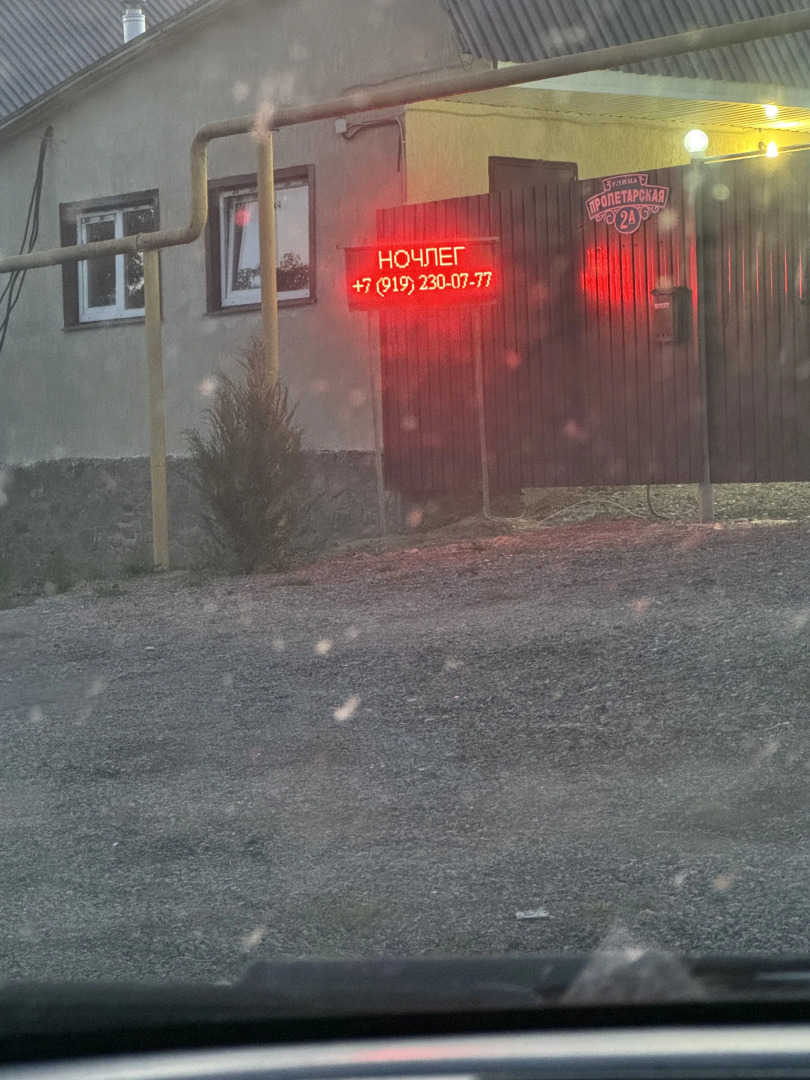 НОЧЛЕГ
+7 (919) 230-07-77
УЛИЦА
ПРОЛЕТАРСКАЯ
2А